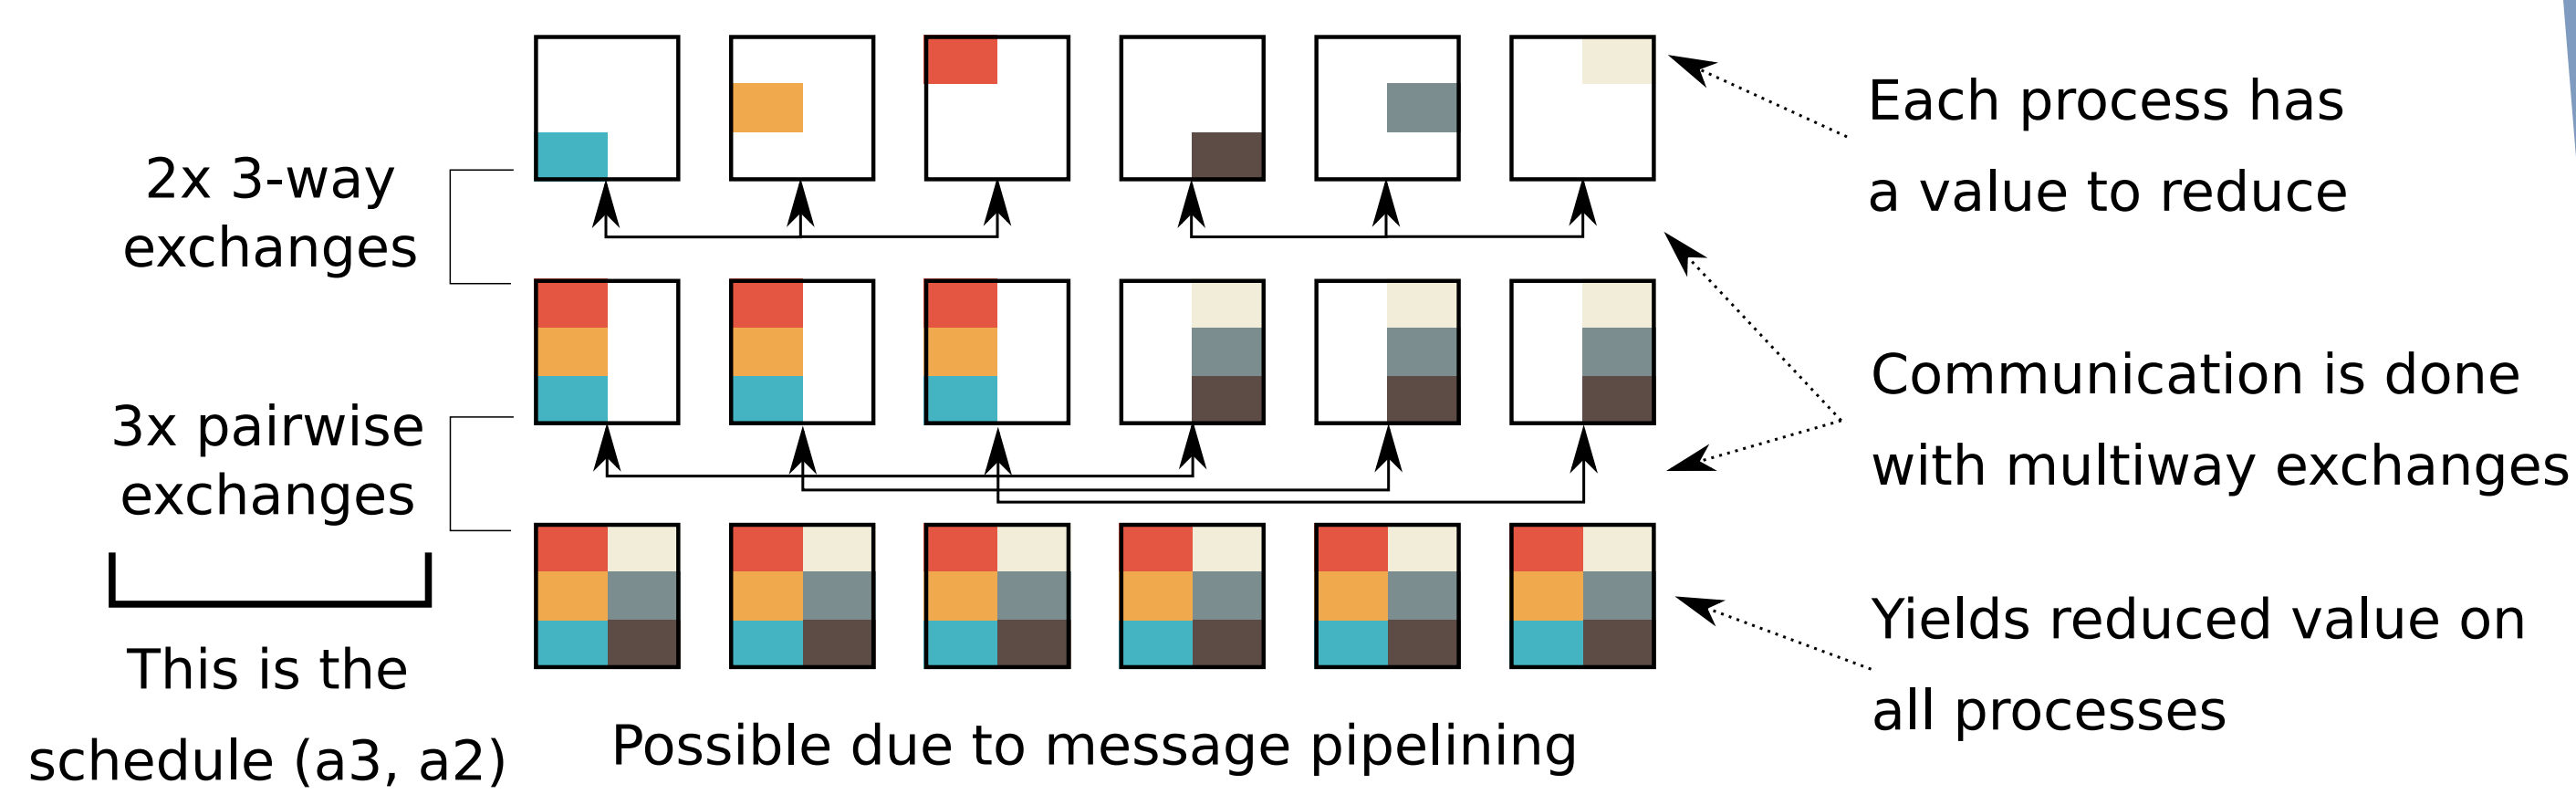 2x 3-way
exchanges
3x pairwise
exchanges
This is the
schedule (a3, a2)
Possible due to message pipelining
Each process has
a value to reduce
Communication is done
with multiway exchanges
Yields reduced value on
all processes